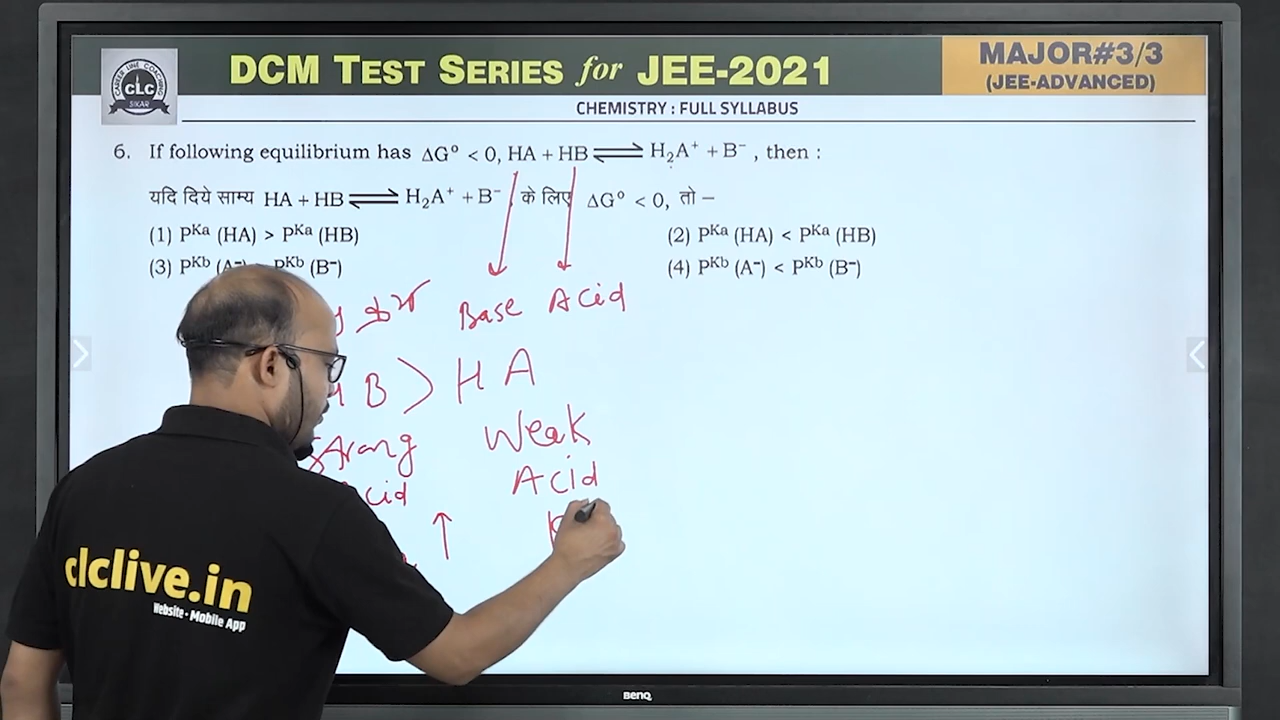 DCM TEST SERIES for JEE-2021
MAJOR#3/3
(JEE-ADVANCED)
CLC
SIKAR
CHEMISTRY : FULL SYLLABUS
6. If following equilibrium has ΔG° < 0, HA + HB ⇌ H₂A⁺ + B⁻ , then :
यदि दिये साम्य HA + HB ⇌ H₂A⁺ + B⁻ , के लिए ΔG° < 0, तो –
(1) Pᴷᵃ (HA) > Pᴷᵃ (HB)
(2) Pᴷᵃ (HA) < Pᴷᵃ (HB)
(3) Pᴷᵇ (A⁻) Pᴷᵇ (B⁻)
(4) Pᴷᵇ (A⁻) < Pᴷᵇ (B⁻)
Base Acid
B > HA
Strong Weak
Acid
↑
clclive.in
Website • Mobile App
BenQ